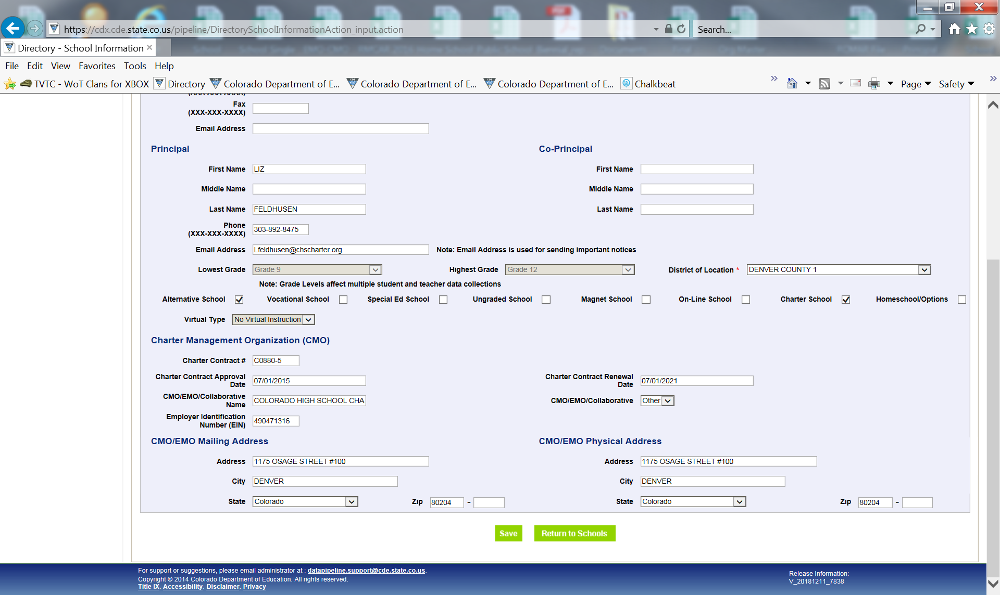 https://cdx.cde.state.co.us/pipeline/DirectorySchoolInformationAction_input.action
Search...
Directory - School Information
File Edit View Favorites Tools Help
TVTC - WoT Clans for XBOX Directory Colorado Department of E... Colorado Department of E... Colorado Department of E... Chalkbeat Page Safety
(XXX-XXX-XXXX)
Fax
(XXX-XXX-XXXX)
Email Address
Principal Co-Principal
First Name LIZ First Name
Middle Name Middle Name
Last Name FELDHUSEN Last Name
Phone
(XXX-XXX-XXXX) 303-892-8475
Email Address Lfeldhusen@chscharter.org Note: Email Address is used for sending important notices
Lowest Grade Grade 9 Highest Grade Grade 12 District of Location * DENVER COUNTY 1
Note: Grade Levels affect multiple student and teacher data collections
Alternative School Vocational School Special Ed School Ungraded School Magnet School On-Line School Charter School Homeschool/Options
Virtual Type No Virtual Instruction
Charter Management Organization (CMO)
Charter Contract # C0880-5
Charter Contract Approval Date 07/01/2015 Charter Contract Renewal Date 07/01/2021
CMO/EMO/Collaborative Name COLORADO HIGH SCHOOL CHA CMO/EMO/Collaborative Other
Employer Identification Number (EIN) 490471316
CMO/EMO Mailing Address CMO/EMO Physical Address
Address 1175 OSAGE STREET #100 Address 1175 OSAGE STREET #100
City DENVER City DENVER
State Colorado Zip 80204 - State Colorado Zip 80204 -
Save Return to Schools
For support or suggestions, please email administrator at : datapipeline.support@cde.state.co.us.
Copyright © 2014 Colorado Department of Education. All rights reserved.
Title IX. Accessibility. Disclaimer. Privacy
Release Information:
V_20181211_7838